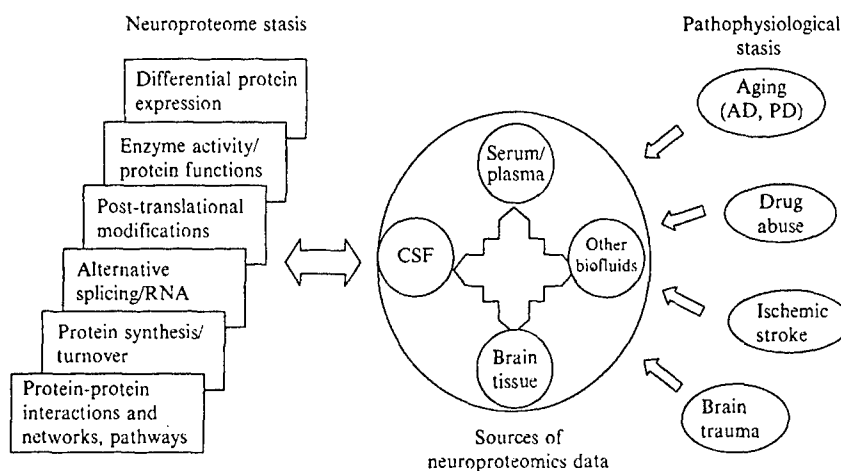 Neuroproteome stasis
Differential protein
expression
Enzyme activity/
protein functions
Post-translational
modifications
Alternative
splicing/RNA
Protein synthesis/
turnover
Protein-protein
interactions and
networks, pathways
Serum/
plasma
CSF
Other
biofluids
Brain
tissue
Sources of
neuroproteomics data
Pathophysiological
stasis
Aging
(AD, PD)
Drug
abuse
Ischemic
stroke
Brain
trauma